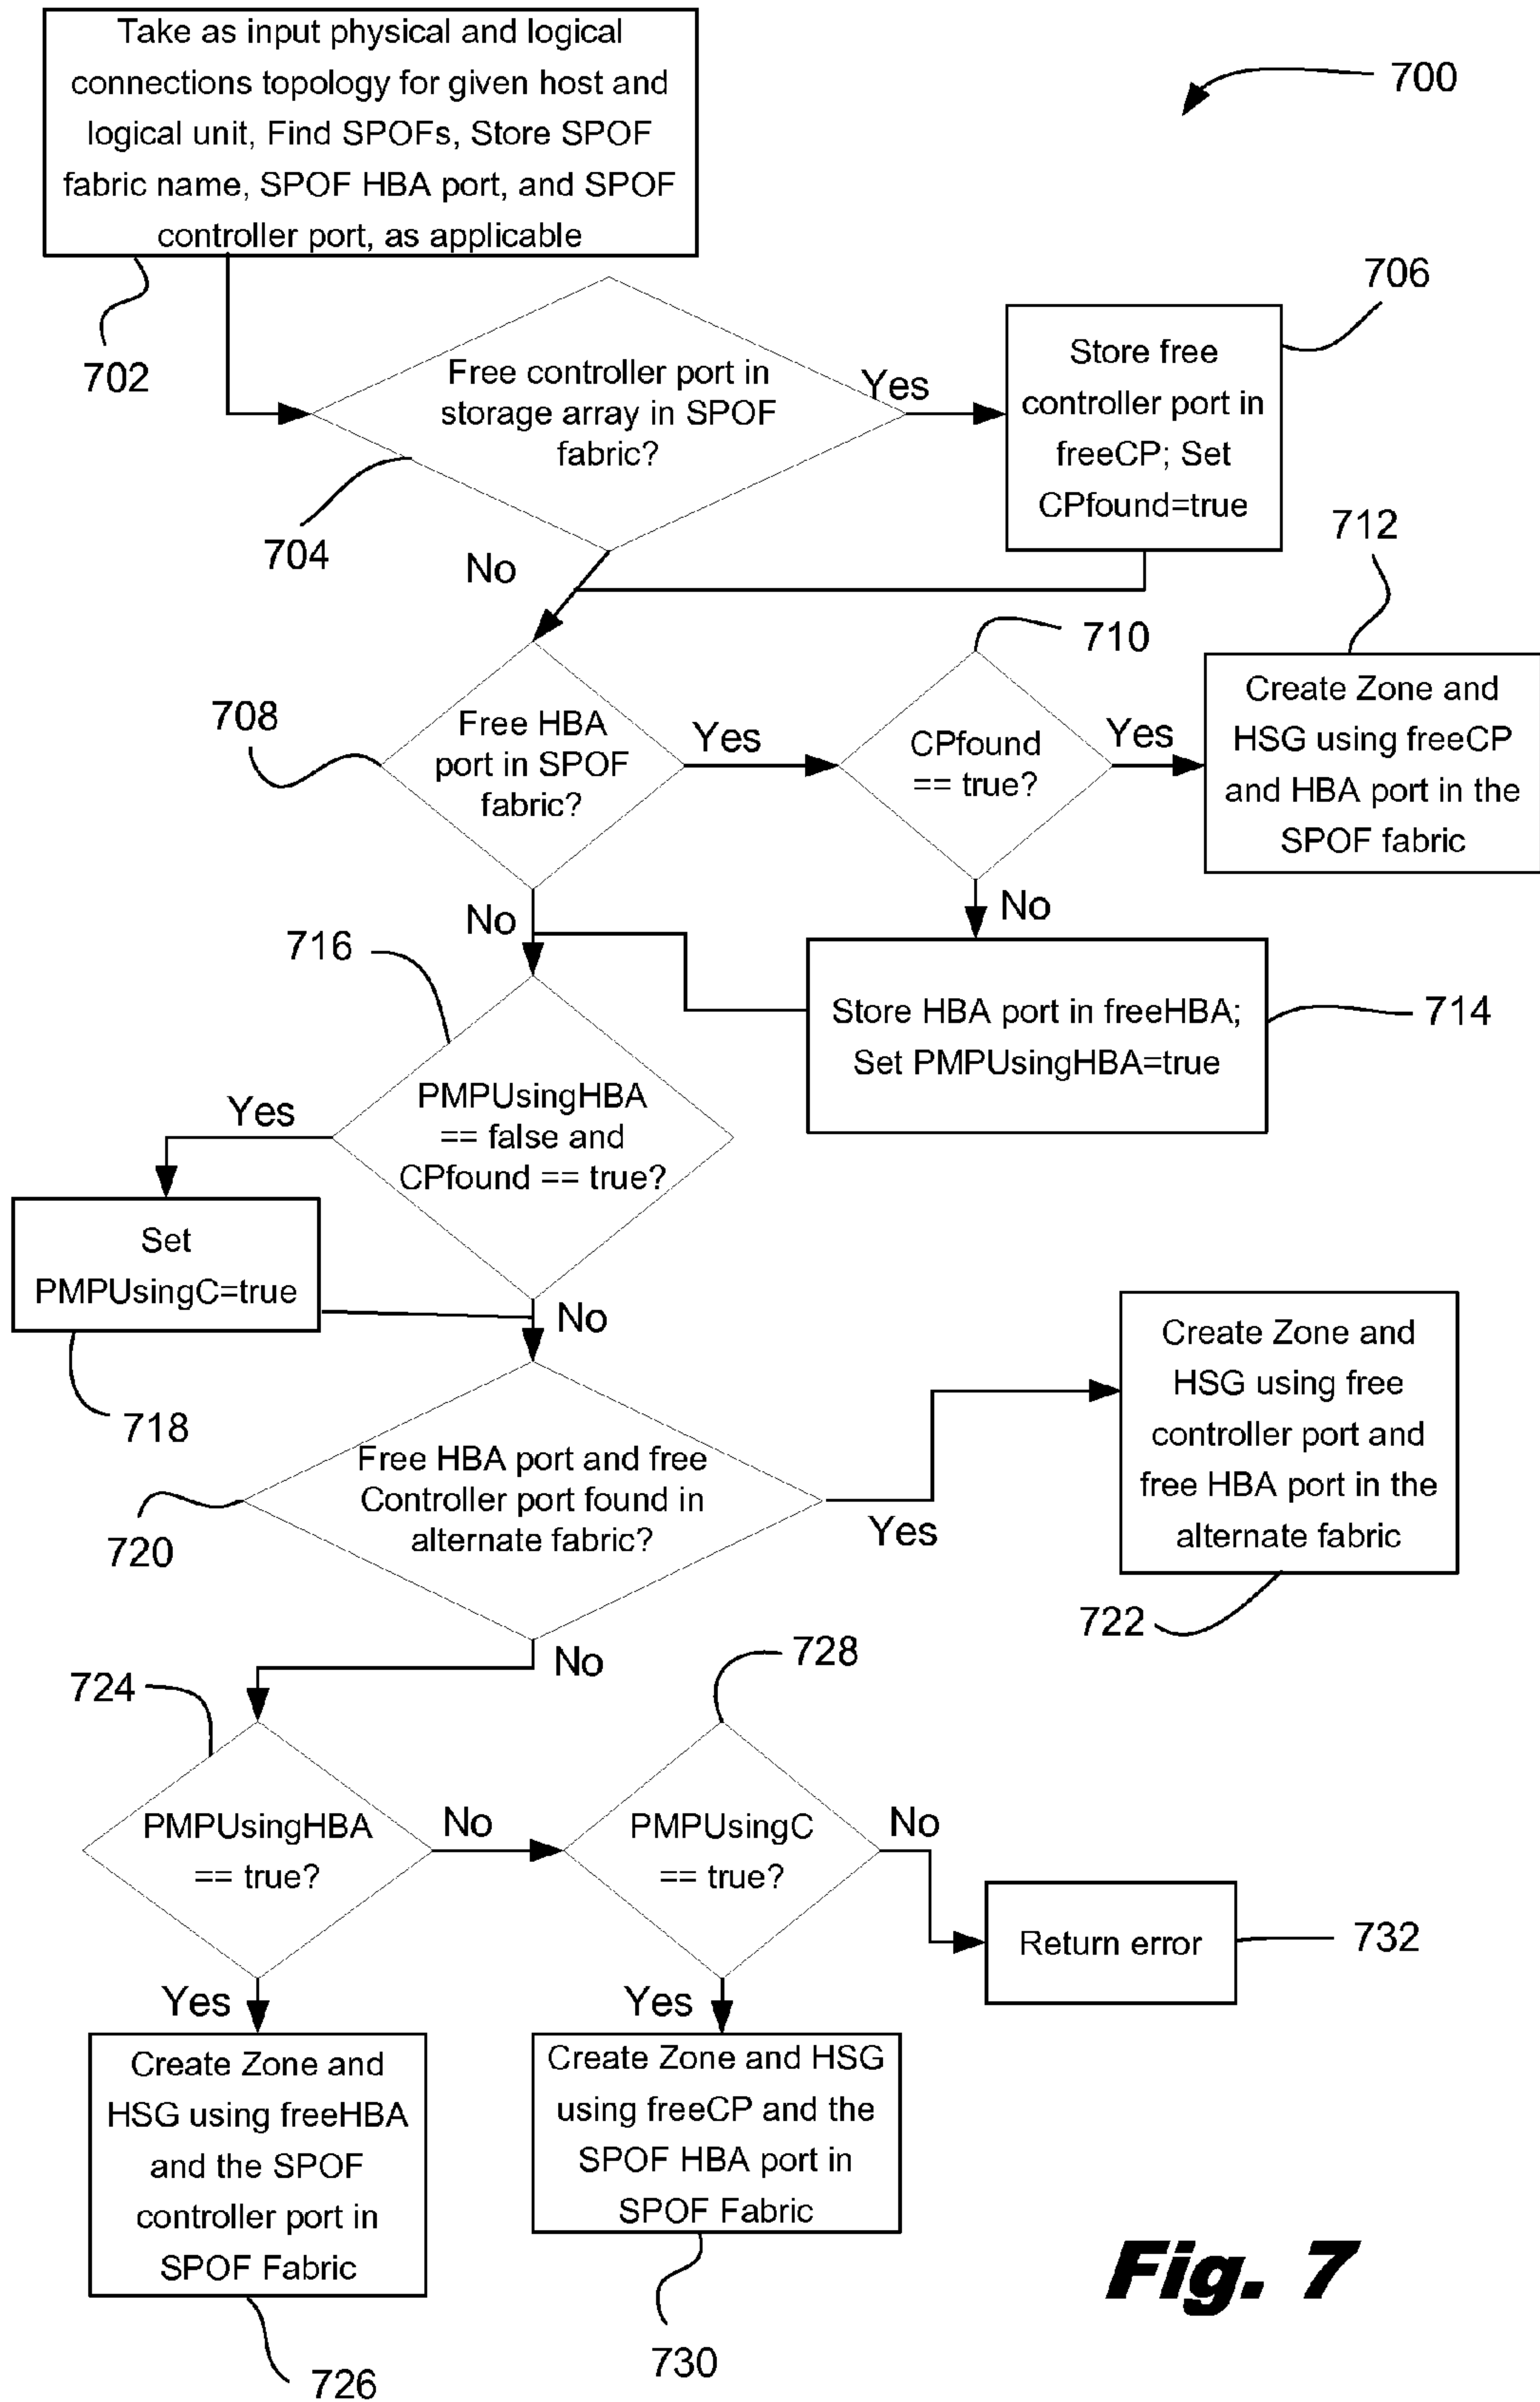 Take as input physical and logical
connections topology for given host and
logical unit, Find SPOFs, Store SPOF
fabric name, SPOF HBA port, and SPOF
controller port, as applicable
700
702
Free controller port in
storage array in SPOF
fabric?
Yes
704
No
706
Store free
controller port in
freeCP; Set
CPfound=true
708
Free HBA
port in SPOF
fabric?
Yes
No
710
CPfound
== true?
Yes
No
712
Create Zone and
HSG using freeCP
and HBA port in the
SPOF fabric
Store HBA port in freeHBA;
Set PMPUsingHBA=true
714
716
PMPUsingHBA
== false and
CPfound == true?
Yes
No
Set
PMPUsingC=true
718
Free HBA port and free
Controller port found in
alternate fabric?
720
Yes
No
Create Zone and
HSG using free
controller port and
free HBA port in the
alternate fabric
722
724
PMPUsingHBA
== true?
No
Yes
728
PMPUsingC
== true?
No
Yes
Return error
732
Create Zone and
HSG using freeHBA
and the SPOF
controller port in
SPOF Fabric
726
Create Zone and HSG
using freeCP and the
SPOF HBA port in
SPOF Fabric
730
Fig. 7